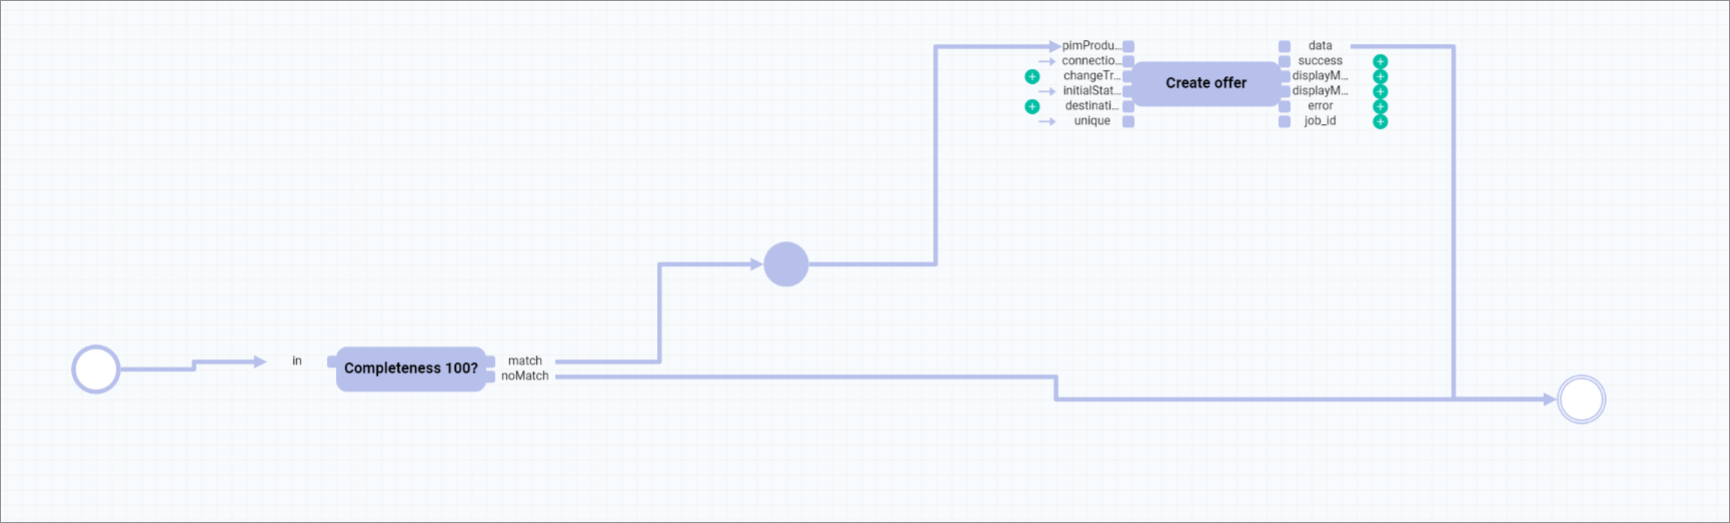 pimProdu...
connectio...
changeTr...
initialStat...
destinati...
unique
Create offer
data
success
displayM...
displayM...
error
job_id
in
Completeness 100?
match
noMatch